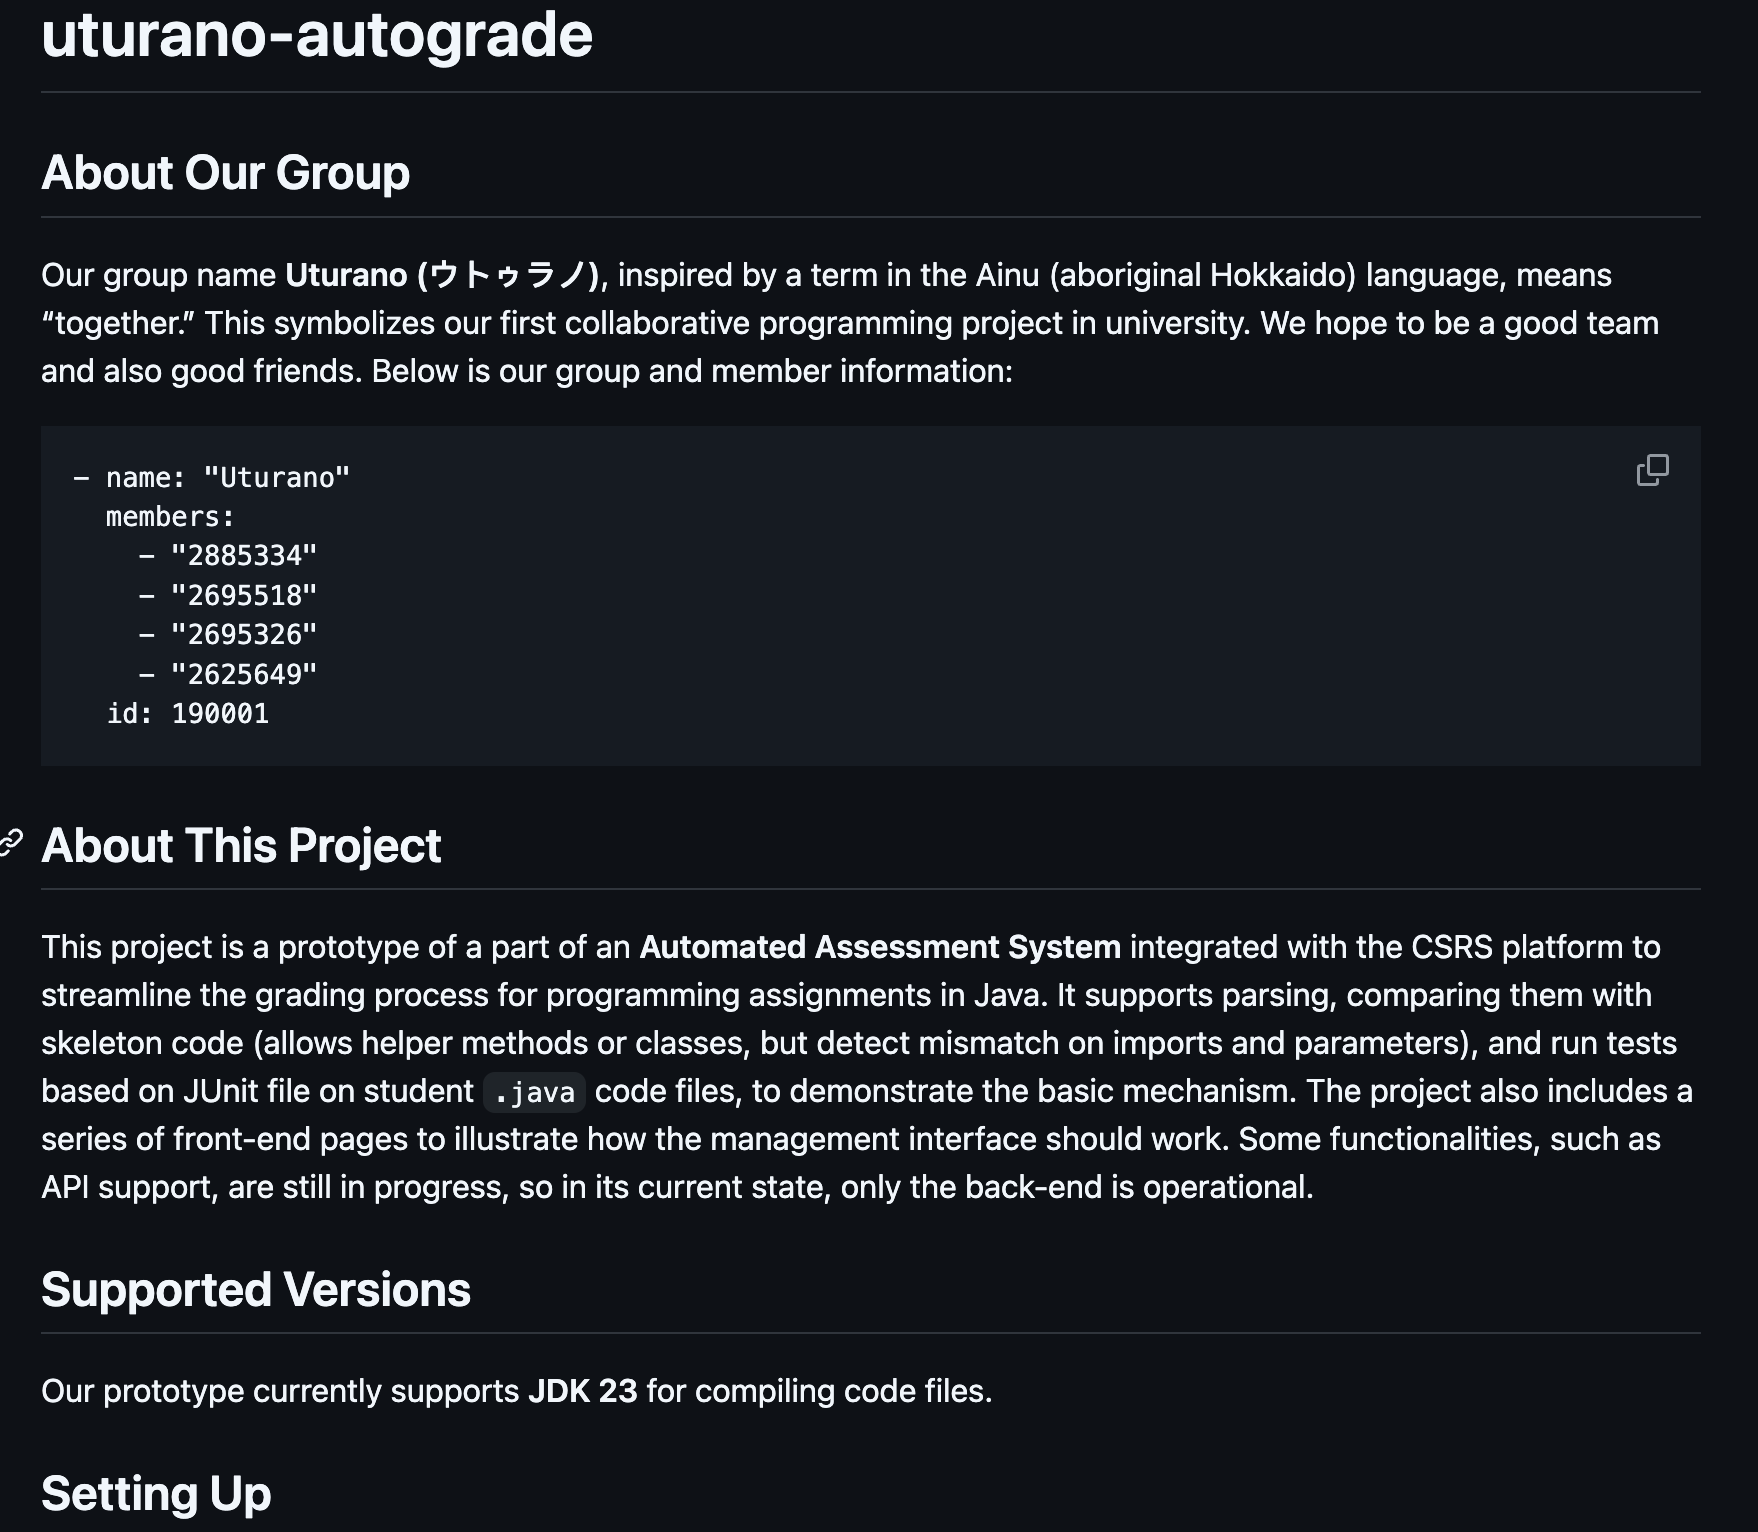 uturano-autograde
About Our Group
Our group name Uturano (ウトゥラノ), inspired by a term in the Ainu (aboriginal Hokkaido) language, means
“together.” This symbolizes our first collaborative programming project in university. We hope to be a good team
and also good friends. Below is our group and member information:
- name: "Uturano"
  members:
    - "2885334"
    - "2695518"
    - "2695326"
    - "2625649"
  id: 190001
About This Project
This project is a prototype of a part of an Automated Assessment System integrated with the CSRS platform to
streamline the grading process for programming assignments in Java. It supports parsing, comparing them with
skeleton code (allows helper methods or classes, but detect mismatch on imports and parameters), and run tests
based on JUnit file on student .java code files, to demonstrate the basic mechanism. The project also includes a
series of front-end pages to illustrate how the management interface should work. Some functionalities, such as
API support, are still in progress, so in its current state, only the back-end is operational.
Supported Versions
Our prototype currently supports JDK 23 for compiling code files.
Setting Up